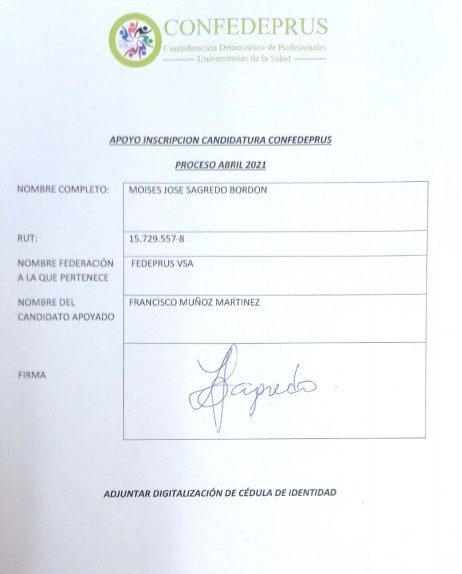 CONFEDEPRUS
Confederación Democrática de Profesionales
Universitarios de la Salud
APOYO INSCRIPCION CANDIDATURA CONFEDEPRUS
PROCESO ABRIL 2021
NOMBRE COMPLETO: MOISES JOSE SAGREDO BORDON
RUT: 15.729.557-8
NOMBRE FEDERACIÓN FEDEPRUS VSA
A LA QUE PERTENECE
NOMBRE DEL FRANCISCO MUÑOZ MARTINEZ
CANDIDATO APOYADO
FIRMA Sagredo
ADJUNTAR DIGITALIZACIÓN DE CÉDULA DE IDENTIDAD